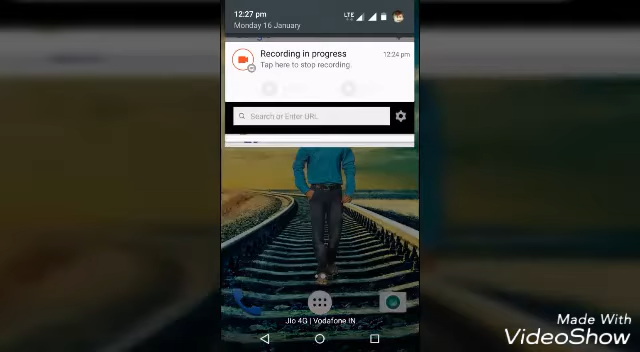 12:27 pm
LTE
Monday 16 January
Recording in progress
12:24 pm
Tap here to stop recording.
Search or Enter URL
Jio 4G | Vodafone IN
Made With
VideoShow